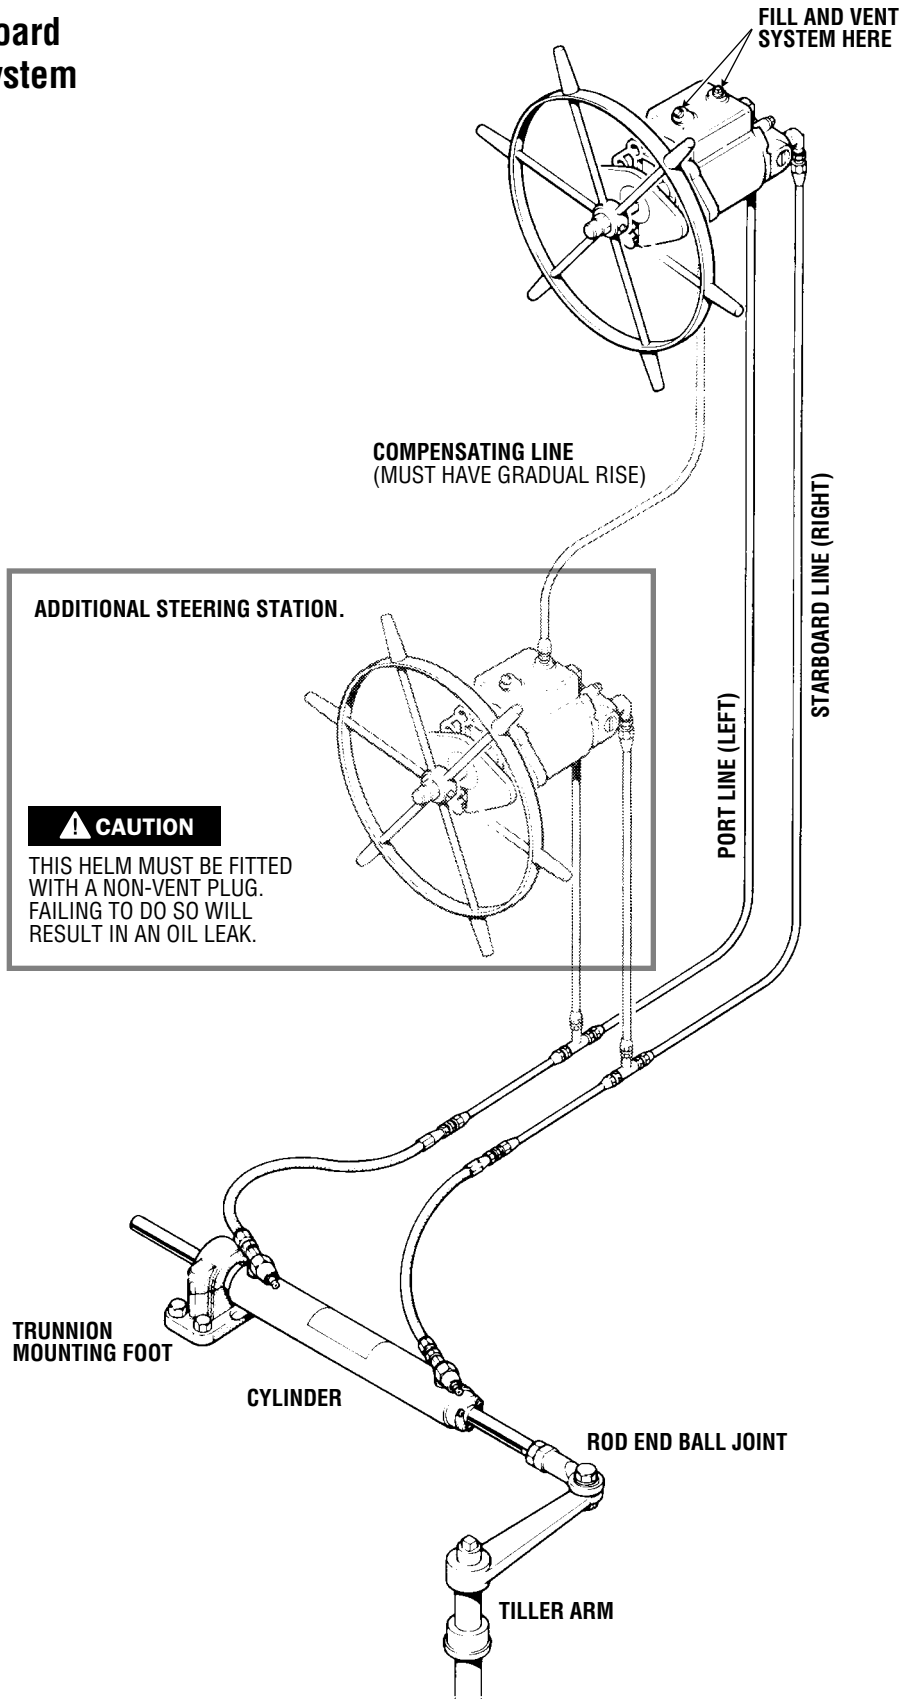 ystem
FILL AND VENT
SYSTEM HERE
COMPENSATING LINE
(MUST HAVE GRADUAL RISE)
STARBOARD LINE (RIGHT)
PORT LINE (LEFT)
ADDITIONAL STEERING STATION.
CAUTION
THIS HELM MUST BE FITTED
WITH A NON-VENT PLUG.
FAILING TO DO SO WILL
RESULT IN AN OIL LEAK.
TRUNNION
MOUNTING FOOT
CYLINDER
ROD END BALL JOINT
TILLER ARM